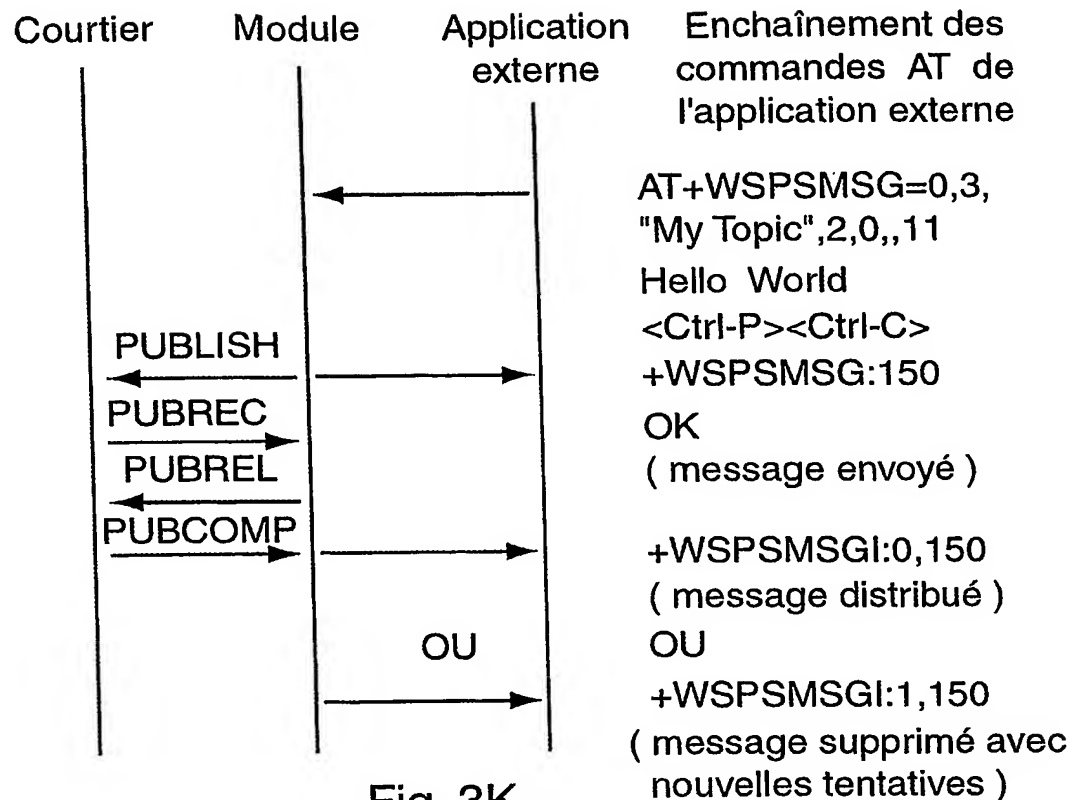 Courtier
Module
Application
externe
Enchaînement des
commandes AT de
l'application externe
AT+WSPSMSG=0,3,
"My Topic",2,0,,11
Hello World
<Ctrl-P><Ctrl-C>
PUBLISH
+WSPSMSG:150
PUBREC
OK
PUBREL
( message envoyé )
PUBCOMP
+WSPSMSGI:0,150
( message distribué )
OU
OU
+WSPSMSGI:1,150
( message supprimé avec
nouvelles tentatives )
Fig. 3K